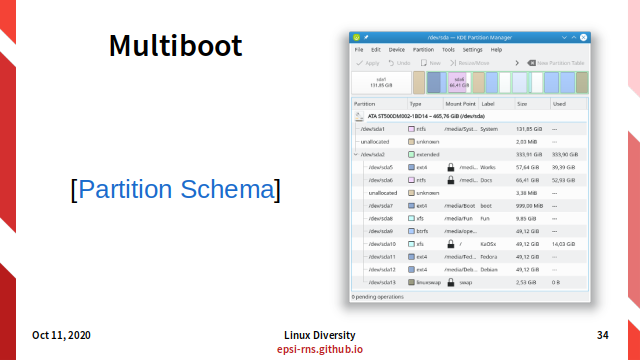 Multiboot
[Partition Schema]
/dev/sda — KDE Partition Manager
File Edit Device Partition Tools Settings Help
Apply Undo New Resize/Move New Partition Table
sda1
131,85 GiB
sda6
66,41 GiB
Partition Type Mount Point Label Size Used
ATA ST500DM002-1BD14 – 465,76 GiB (/dev/sda)
/dev/sda1 ntfs /media/Syst... System 131,85 GiB ---
unallocated unknown 2,03 MiB ---
/dev/sda2 extended 333,91 GiB 333,90 GiB
/dev/sda5 ext4 /medi... Works 57,64 GiB 39,39 GiB
/dev/sda6 ntfs /medi... Docs 66,41 GiB 52,93 GiB
unallocated unknown 3,38 MiB ---
/dev/sda7 ext4 /media/Boot boot 999,00 MiB ---
/dev/sda8 xfs /media/Fun Fun 9,85 GiB ---
/dev/sda9 btrfs /media/ope... 49,12 GiB ---
/dev/sda10 xfs / KaOSx 49,12 GiB 14,03 GiB
/dev/sda11 ext4 /media/Fed... Fedora 49,12 GiB ---
/dev/sda12 ext4 /media/Deb... Debian 49,12 GiB ---
/dev/sda13 linuxswap swap 2,53 GiB 0 B
0 pending operations
Oct 11, 2020 Linux Diversity 34
epsi-rns.github.io